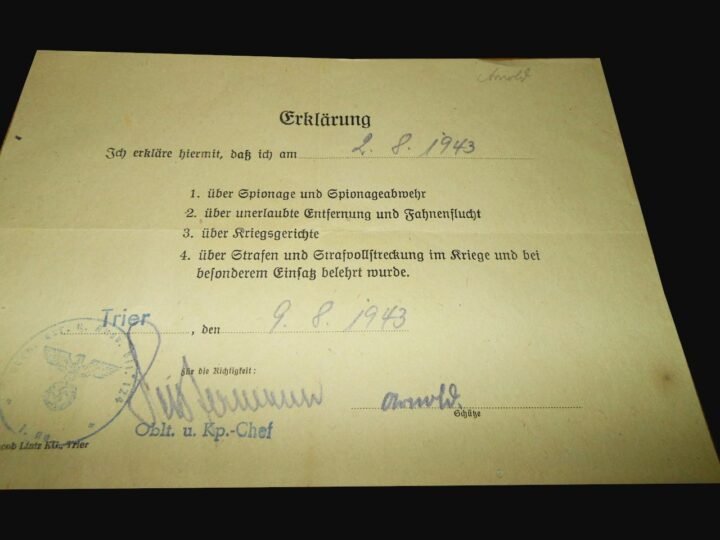 Arnold
Erklärung
Ich erkläre hiermit, daß ich am 2. 8. 1943
1. über Spionage und Spionageabwehr
2. über unerlaubte Entfernung und Fahnenflucht
3. über Kriegsgerichte
4. über Strafen und Strafvollstreckung im Kriege und bei
besonderem Einsatz belehrt wurde.
Trier, den 9. 8. 1943
Für die Richtigkeit:
Arnold.
Schütze
Oblt. u. Kp.-Chef
Lintz KG., Trier